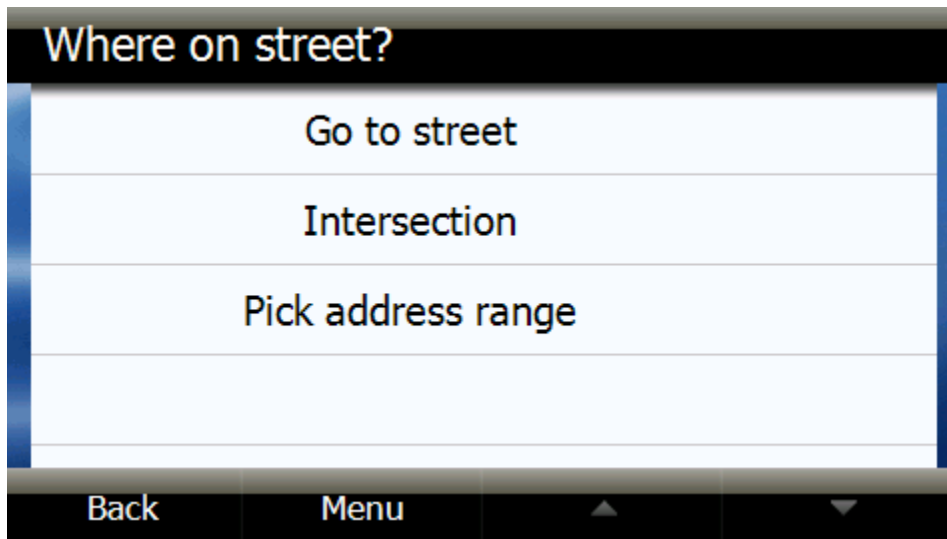 Where on street?
Go to street
Intersection
Pick address range
Back Menu